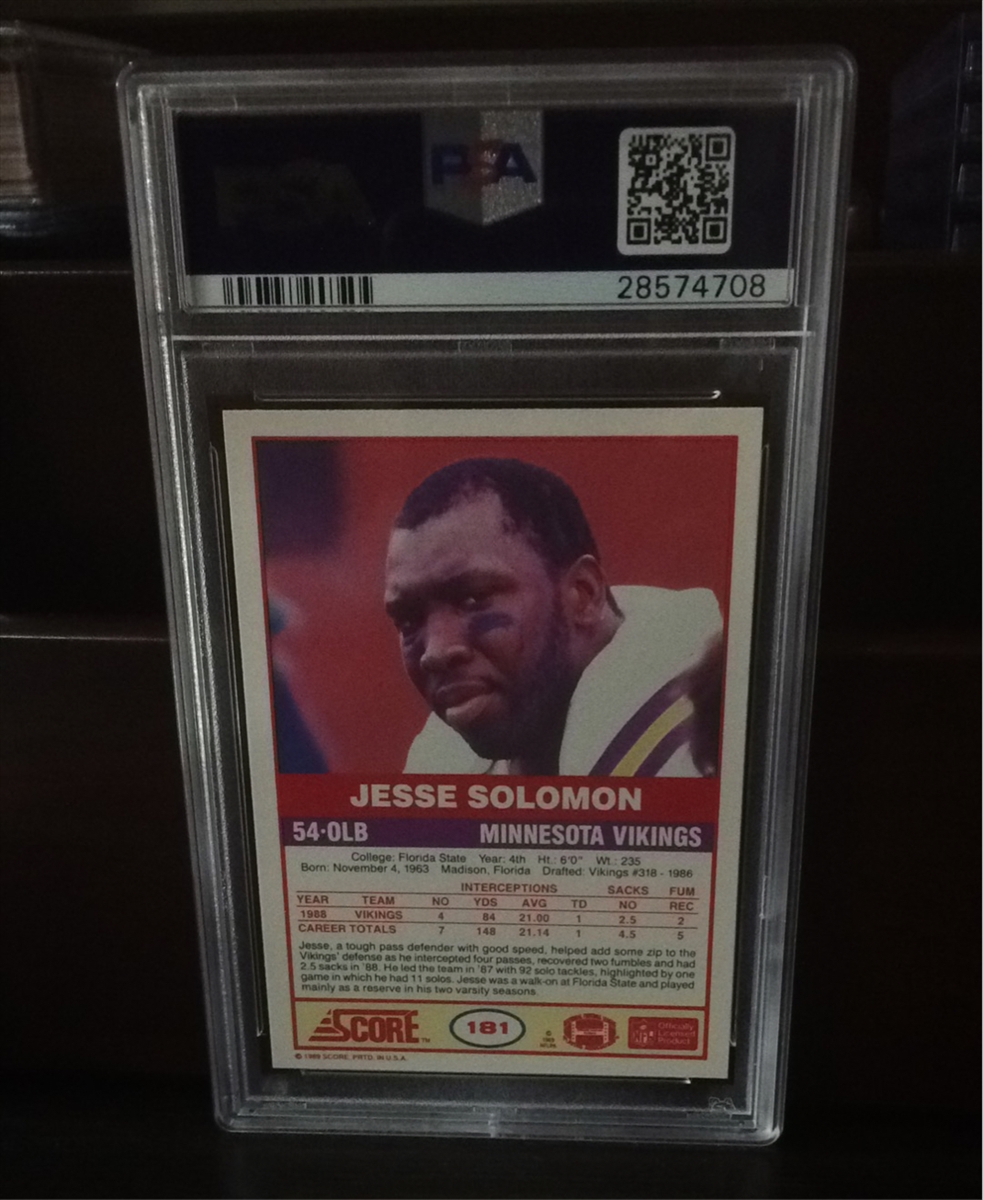 PSA
28574708
JESSE SOLOMON
54·OLB MINNESOTA VIKINGS
College: Florida State Year: 4th Ht.: 6'0" Wt.: 235
Born: November 4, 1963 Madison, Florida Drafted: Vikings #318 - 1986
INTERCEPTIONS SACKS FUM
YEAR TEAM NO YDS AVG TD NO REC
1988 VIKINGS 4 84 21.00 1 2.5 2
CAREER TOTALS 7 148 21.14 1 4.5 5
Jesse, a tough pass defender with good speed, helped add some zip to the
Vikings' defense as he intercepted four passes, recovered two fumbles and had
2.5 sacks in '88. He led the team in '87 with 92 solo tackles, highlighted by one
game in which he had 11 solos. Jesse was a walk-on at Florida State and played
mainly as a reserve in his two varsity seasons.
SCORE™ 181
Officially
Licensed
Product
© 1989 SCORE, PRTD. IN U.S.A.